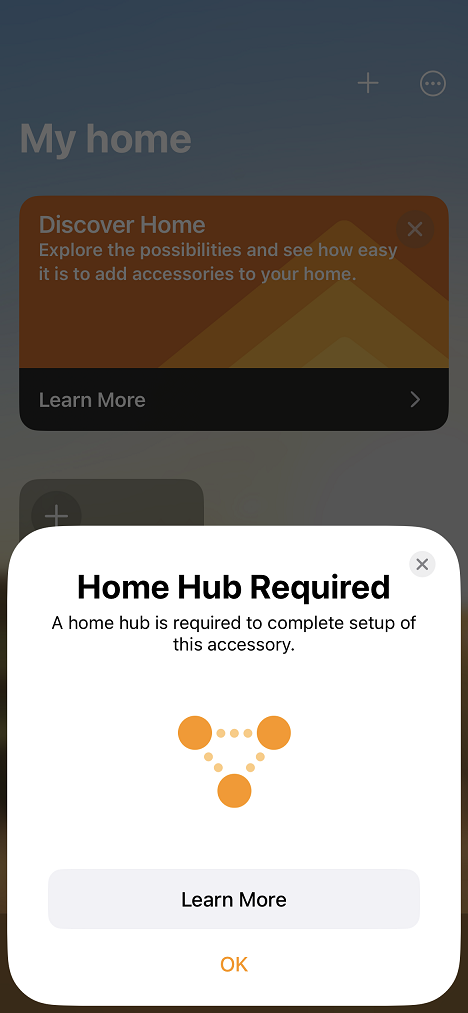 My home
Discover Home
Explore the possibilities and see how easy
it is to add accessories to your home.
Learn More
Home Hub Required
A home hub is required to complete setup of
this accessory.
Learn More
OK